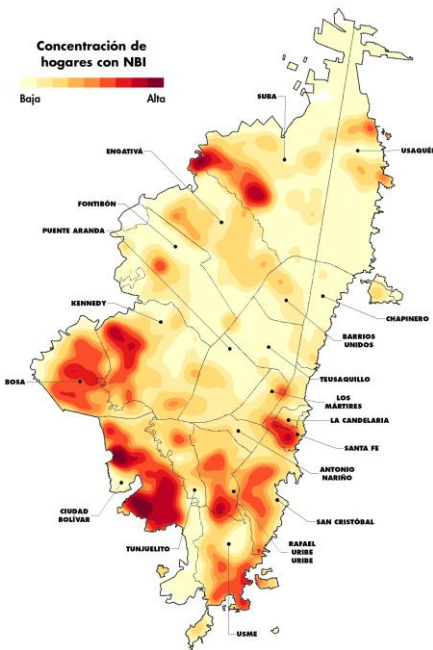 Concentración de
hogares con NBI
Baja
Alta
SUBA
USAQUÉN
ENGATIVÁ
FONTIBÓN
PUENTE ARANDA
KENNEDY
CHAPINERO
BARRIOS
UNIDOS
BOSA
TEUSAQUILLO
LOS
MÁRTIRES
LA CANDELARIA
SANTA FE
ANTONIO
NARIÑO
CIUDAD
BOLÍVAR
SAN CRISTÓBAL
TUNJUELITO
RAFAEL
URIBE
URIBE
USME